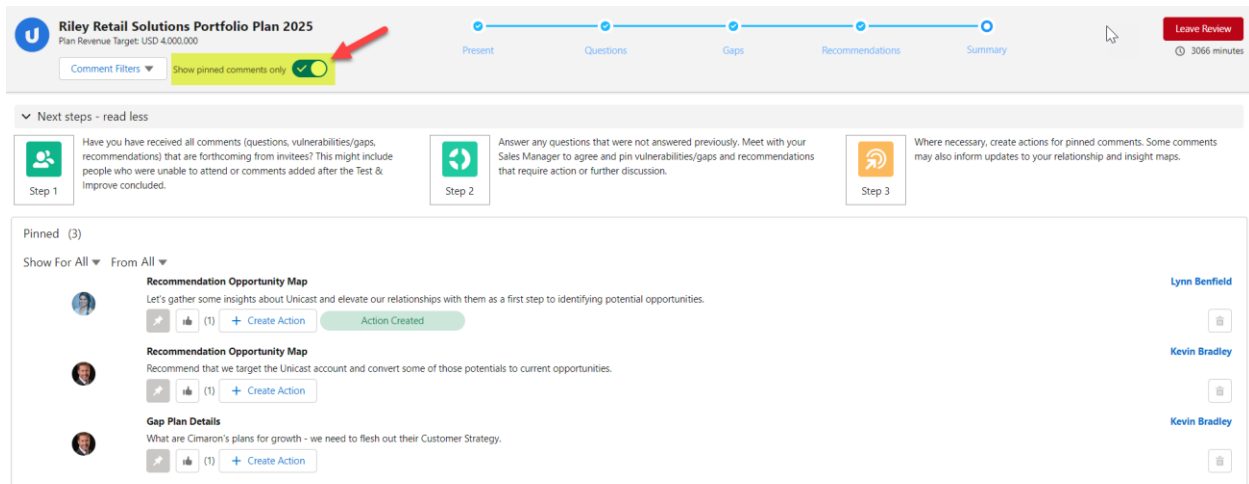 Riley Retail Solutions Portfolio Plan 2025
Plan Revenue Target: USD 4.000.000
Comment Filters
Show pinned comments only
Present
Questions
Gaps
Recommendations
Summary
Leave Review
3066 minutes
Next steps - read less
Step 1
Have you have received all comments (questions, vulnerabilities/gaps,
recommendations) that are forthcoming from invitees? This might include
people who were unable to attend or comments added after the Test &
Improve concluded.
Step 2
Answer any questions that were not answered previously. Meet with your
Sales Manager to agree and pin vulnerabilities/gaps and recommendations
that require action or further discussion.
Step 3
Where necessary, create actions for pinned comments. Some comments
may also inform updates to your relationship and insight maps.
Pinned (3)
Show For All From All
Recommendation Opportunity Map
Lynn Benfield
Let's gather some insights about Unicast and elevate our relationships with them as a first step to identifying potential opportunities.
(1) + Create Action Action Created
Recommendation Opportunity Map
Kevin Bradley
Recommend that we target the Unicast account and convert some of those potentials to current opportunities.
(1) + Create Action
Gap Plan Details
Kevin Bradley
What are Cimaron's plans for growth - we need to flesh out their Customer Strategy.
(1) + Create Action